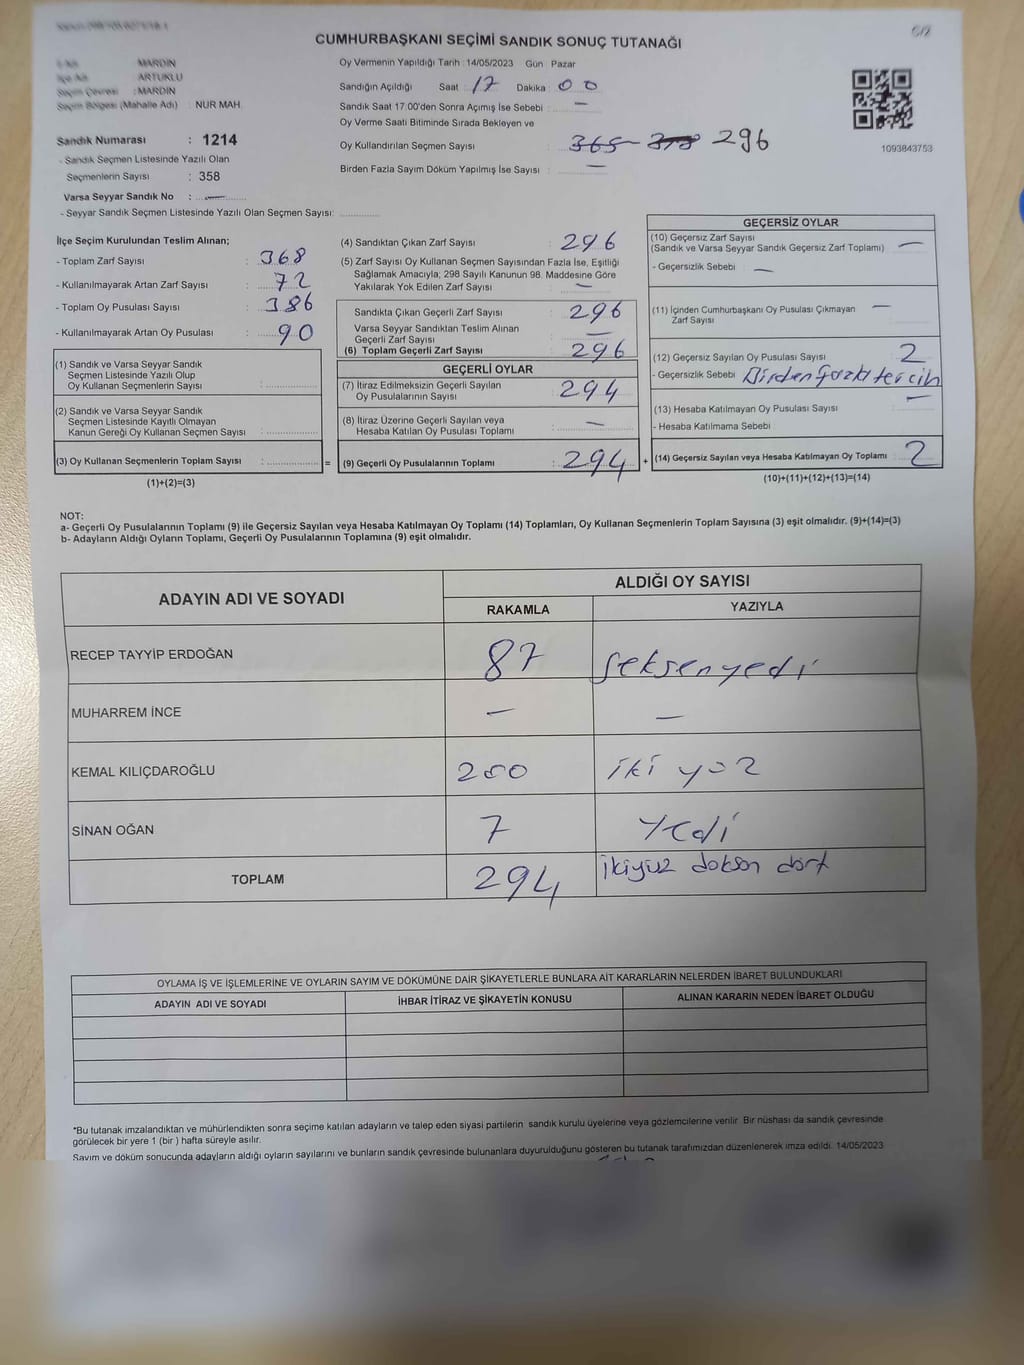 CUMHURBAŞKANI SEÇİMİ SANDIK SONUÇ TUTANAĞI
MARDİN
İlçe Adı : ARTUKLU
Seçim Çevresi : MARDİN
Seçim Bölgesi (Mahalle Adı) : NUR MAH.
Sandık Numarası : 1214
- Sandık Seçmen Listesinde Yazılı Olan
Seçmenlerin Sayısı : 358
Varsa Seyyar Sandık No : —
- Seyyar Sandık Seçmen Listesinde Yazılı Olan Seçmen Sayısı:
Oy Vermenin Yapıldığı Tarih : 14/05/2023 Gün : Pazar
Sandığın Açıldığı Saat : 17 Dakika : 00
Sandık Saat 17:00'den Sonra Açımış İse Sebebi : —
Oy Verme Saati Bitiminde Sırada Bekleyen ve
Oy Kullandırılan Seçmen Sayısı : 296
Birden Fazla Sayım Döküm Yapılmış İse Sayısı : —
1093843753
İlçe Seçim Kurulundan Teslim Alınan;
- Toplam Zarf Sayısı : 368
- Kullanılmayarak Artan Zarf Sayısı : 72
- Toplam Oy Pusulası Sayısı : 386
- Kullanılmayarak Artan Oy Pusulası : 90
(1) Sandık ve Varsa Seyyar Sandık
Seçmen Listesinde Yazılı Olup
Oy Kullanan Seçmenlerin Sayısı :
(2) Sandık ve Varsa Seyyar Sandık
Seçmen Listesinde Kayıtlı Olmayan
Kanun Gereği Oy Kullanan Seçmen Sayısı :
(3) Oy Kullanan Seçmenlerin Toplam Sayısı : =
(1)+(2)=(3)
(4) Sandıktan Çıkan Zarf Sayısı : 296
(5) Zarf Sayısı Oy Kullanan Seçmen Sayısından Fazla İse, Eşitliği
Sağlamak Amacıyla; 298 Sayılı Kanunun 98. Maddesine Göre
Yakılarak Yok Edilen Zarf Sayısı : —
Sandıkta Çıkan Geçerli Zarf Sayısı : 296
Varsa Seyyar Sandıktan Teslim Alınan
Geçerli Zarf Sayısı : —
(6) Toplam Geçerli Zarf Sayısı : 296
GEÇERLİ OYLAR
(7) İtiraz Edilmeksizin Geçerli Sayılan
Oy Pusulalarının Sayısı : 294
(8) İtiraz Üzerine Geçerli Sayılan veya
Hesaba Katılan Oy Pusulası Toplamı : —
(9) Geçerli Oy Pusulalarının Toplamı : 294 +
GEÇERSİZ OYLAR
(10) Geçersiz Zarf Sayısı
(Sandık ve Varsa Seyyar Sandık Geçersiz Zarf Toplamı) : —
- Geçersizlik Sebebi : —
(11) İçinden Cumhurbaşkanı Oy Pusulası Çıkmayan
Zarf Sayısı —
(12) Geçersiz Sayılan Oy Pusulası Sayısı : 2
- Geçersizlik Sebebi Birden fazla tercih
(13) Hesaba Katılmayan Oy Pusulası Sayısı : —
- Hesaba Katılmama Sebebi
(14) Geçersiz Sayılan veya Hesaba Katılmayan Oy Toplamı : 2
(10)+(11)+(12)+(13)=(14)
NOT:
a- Geçerli Oy Pusulalarının Toplamı (9) ile Geçersiz Sayılan veya Hesaba Katılmayan Oy Toplamı (14) Toplamları, Oy Kullanan Seçmenlerin Toplam Sayısına (3) eşit olmalıdır. (9)+(14)=(3)
b- Adayların Aldığı Oyların Toplamı, Geçerli Oy Pusulalarının Toplamına (9) eşit olmalıdır.
ADAYIN ADI VE SOYADI
ALDIĞI OY SAYISI
RAKAMLA YAZIYLA
RECEP TAYYİP ERDOĞAN 87 seksenyedi
MUHARREM İNCE — —
KEMAL KILIÇDAROĞLU 200 iki yüz
SİNAN OĞAN 7 Yedi
TOPLAM 294 ikiyüz doksan dört
OYLAMA İŞ VE İŞLEMLERİNE VE OYLARIN SAYIM VE DÖKÜMÜNE DAİR ŞİKAYETLERLE BUNLARA AİT KARARLARIN NELERDEN İBARET BULUNDUKLARI
ADAYIN ADI VE SOYADI İHBAR İTİRAZ VE ŞİKAYETİN KONUSU ALINAN KARARIN NEDEN İBARET OLDUĞU
*Bu tutanak imzalandıktan ve mühürlendikten sonra seçime katılan adayların ve talep eden siyasi partilerin sandık kurulu üyelerine veya gözlemcilerine verilir. Bir nüshası da sandık çevresinde
görülecek bir yere 1 (bir ) hafta süreyle asılır.
Sayım ve döküm sonucunda adayların aldığı oyların sayılarını ve bunların sandık çevresinde bulunanlara duyurulduğunu gösteren bu tutanak tarafımızdan düzenlenerek imza edildi. 14/05/2023